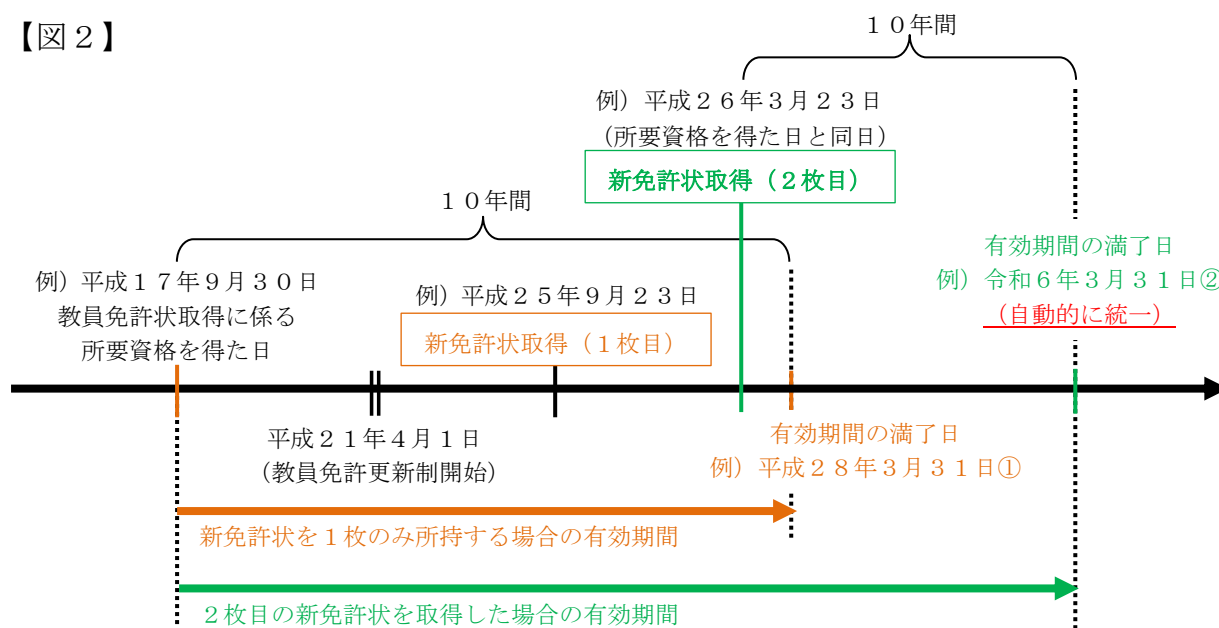 【図２】
１０年間
例）平成２６年３月２３日
（所要資格を得た日と同日）
新免許状取得（２枚目）
１０年間
有効期間の満了日
例）令和６年３月３１日②
（自動的に統一）
例）平成１７年９月３０日
教員免許状取得に係る
所要資格を得た日
例）平成２５年９月２３日
新免許状取得（１枚目）
平成２１年４月１日
（教員免許更新制開始）
有効期間の満了日
例）平成２８年３月３１日①
新免許状を１枚のみ所持する場合の有効期間
２枚目の新免許状を取得した場合の有効期間